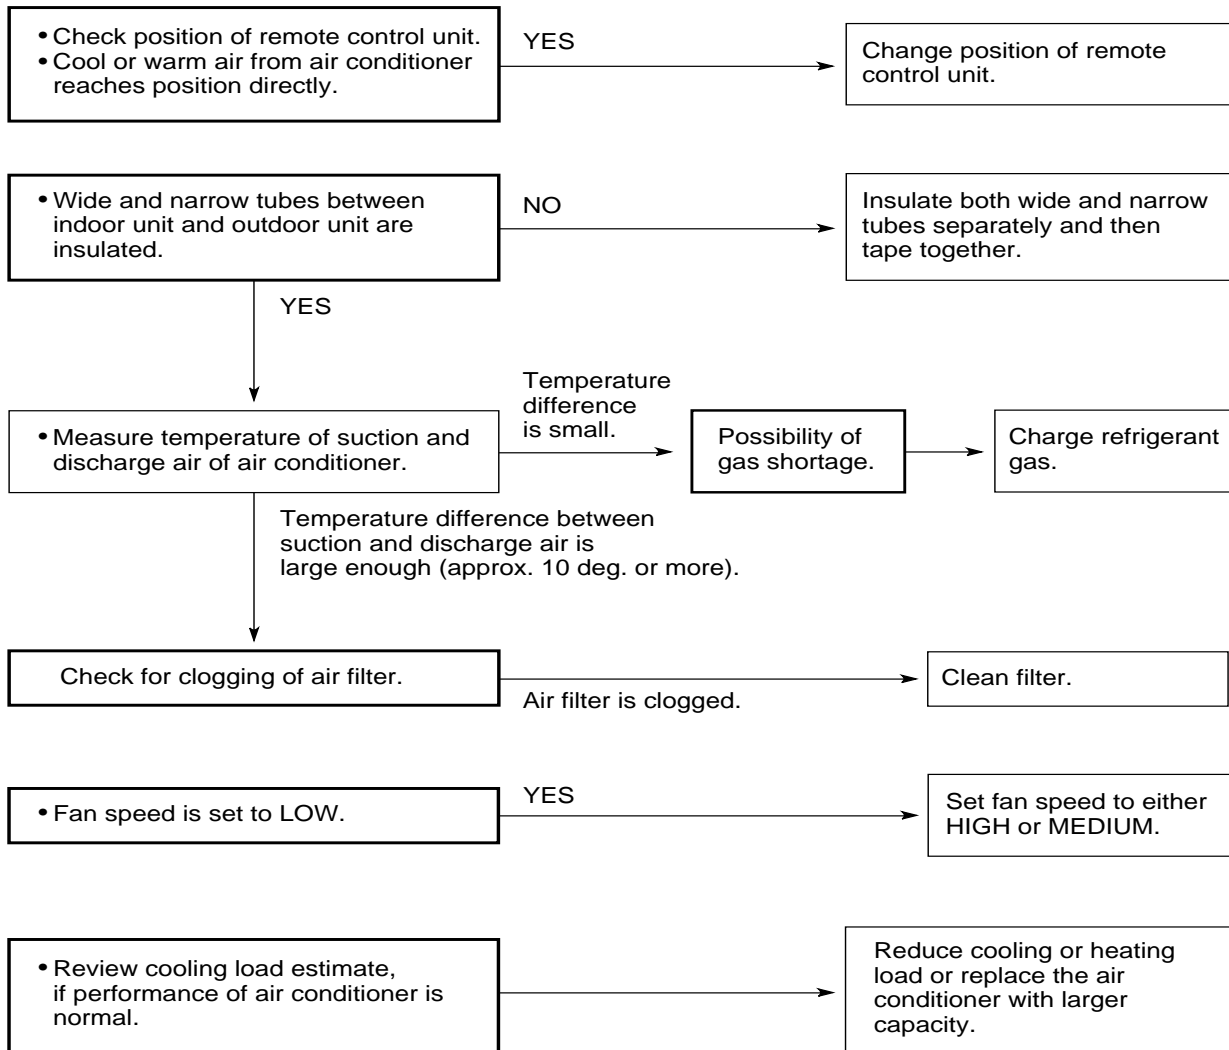 • Check position of remote control unit.
• Cool or warm air from air conditioner
reaches position directly.
YES
Change position of remote
control unit.
• Wide and narrow tubes between
indoor unit and outdoor unit are
insulated.
NO
Insulate both wide and narrow
tubes separately and then
tape together.
YES
• Measure temperature of suction and
discharge air of air conditioner.
Temperature
difference
is small.
Possibility of
gas shortage.
Charge refrigerant
gas.
Temperature difference between
suction and discharge air is
large enough (approx. 10 deg. or more).
Check for clogging of air filter.
Air filter is clogged.
Clean filter.
• Fan speed is set to LOW.
YES
Set fan speed to either
HIGH or MEDIUM.
• Review cooling load estimate,
if performance of air conditioner is
normal.
Reduce cooling or heating
load or replace the air
conditioner with larger
capacity.